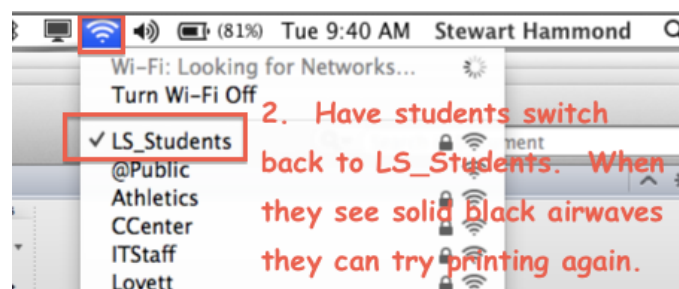 (81%) Tue 9:40 AM Stewart Hammond
Wi-Fi: Looking for Networks...
Turn Wi-Fi Off
✓ LS_Students
@Public
Athletics
CCenter
ITStaff
Lovett
2. Have students switch
back to LS_Students. When
they see solid black airwaves
they can try printing again.
ment